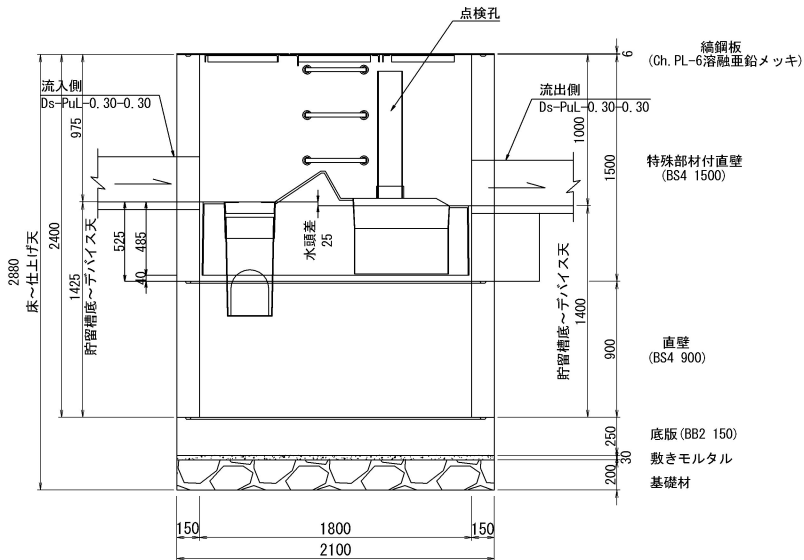 点検孔
縞鋼板
(Ch.PL-6溶融亜鉛メッキ)
6
流入側
Ds-PuL-0.30-0.30
流出側
Ds-PuL-0.30-0.30
975
1000
1500
特殊部材付直壁
(BS4 1500)
2880
床～仕上げ天
2400
1425
貯留槽底～デバイス天
525
485
40
水頭差
25
貯留槽底～デバイス天
1400
900
直壁
(BS4 900)
250
底版(BB2 150)
30
敷きモルタル
200
基礎材
150
1800
150
2100